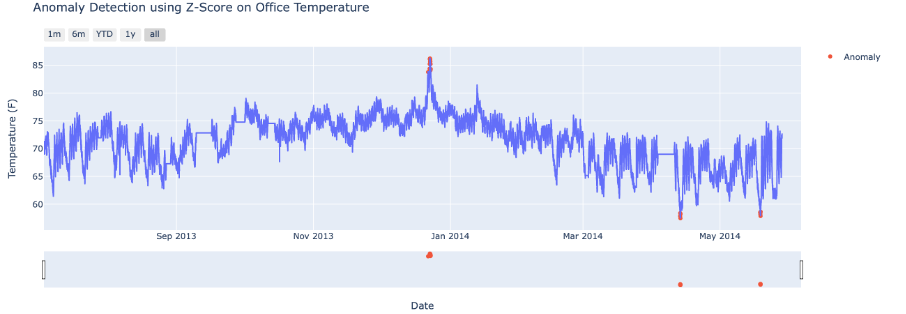 Anomaly Detection using Z-Score on Office Temperature
1m 6m YTD 1y all
Anomaly
85
80
75
70
65
60
Temperature (F)
Sep 2013 Nov 2013 Jan 2014 Mar 2014 May 2014
Date